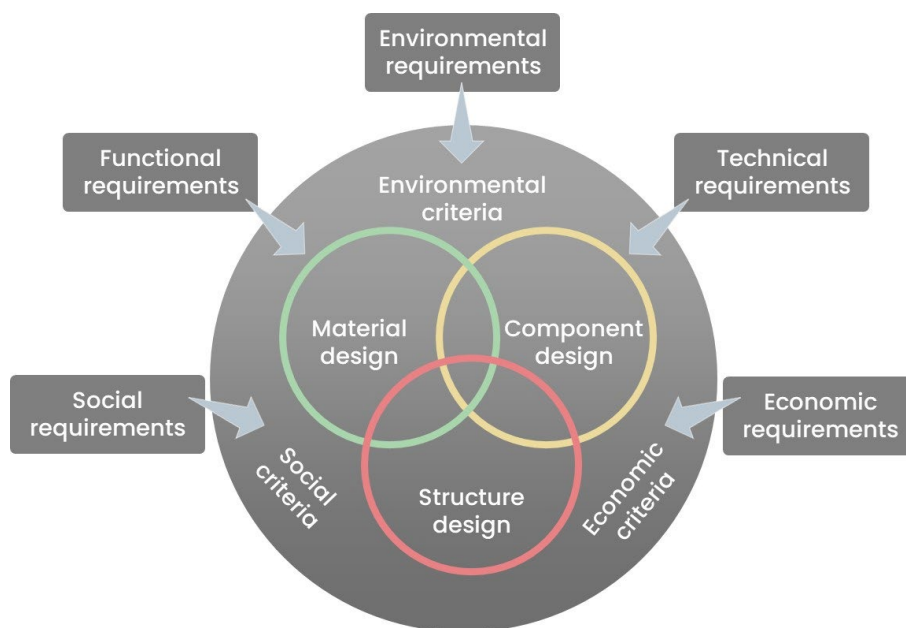 Environmental
requirements
Functional
requirements
Technical
requirements
Environmental
criteria
Material
design
Component
design
Social
requirements
Economic
requirements
Social
criteria
Structure
design
Economic
criteria